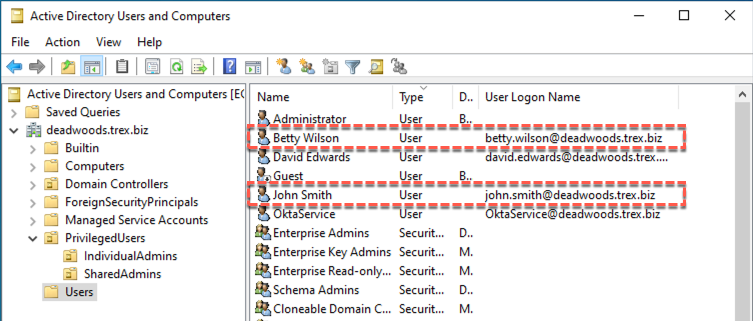 Active Directory Users and Computers
File Action View Help
Name Type D.. User Logon Name
Active Directory Users and Computers [EC
Saved Queries
deadwoods.trex.biz
Builtin
Computers
Domain Controllers
ForeignSecurityPrincipals
Managed Service Accounts
PrivilegedUsers
IndividualAdmins
SharedAdmins
Users
Administrator User B..
Betty Wilson User betty.wilson@deadwoods.trex.biz
David Edwards User david.edwards@deadwoods.trex....
Guest User B..
John Smith User john.smith@deadwoods.trex.biz
OktaService User OktaService@deadwoods.trex.biz
Enterprise Admins Securit... D..
Enterprise Key Admins Securit... M.
Enterprise Read-only... Securit... M.
Schema Admins Securit... D..
Cloneable Domain C... Securit... M.